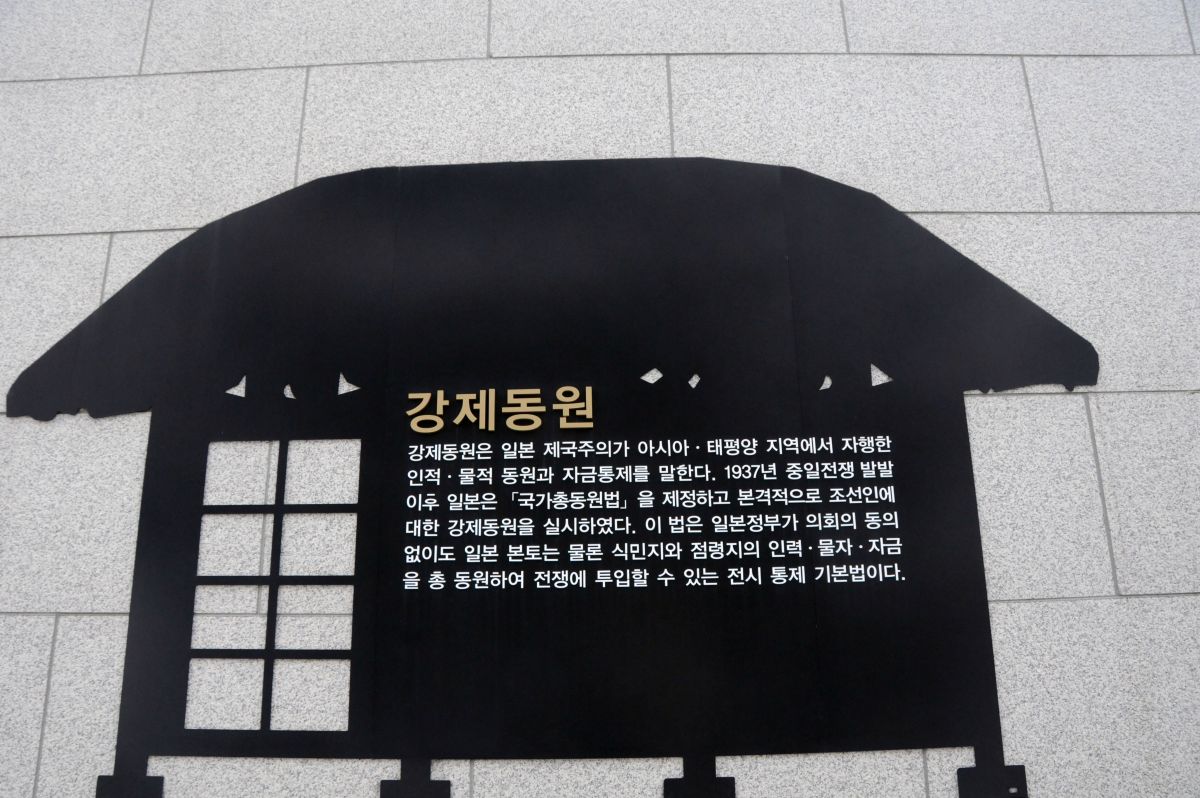 강제동원
강제동원은 일본 제국주의가 아시아·태평양 지역에서 자행한
인적·물적 동원과 자금통제를 말한다. 1937년 중일전쟁 발발
이후 일본은 「국가총동원법」을 제정하고 본격적으로 조선인에
대한 강제동원을 실시하였다. 이 법은 일본정부가 의회의 동의
없이도 일본 본토는 물론 식민지와 점령지의 인력·물자·자금
을 총 동원하여 전쟁에 투입할 수 있는 전시 통제 기본법이다.